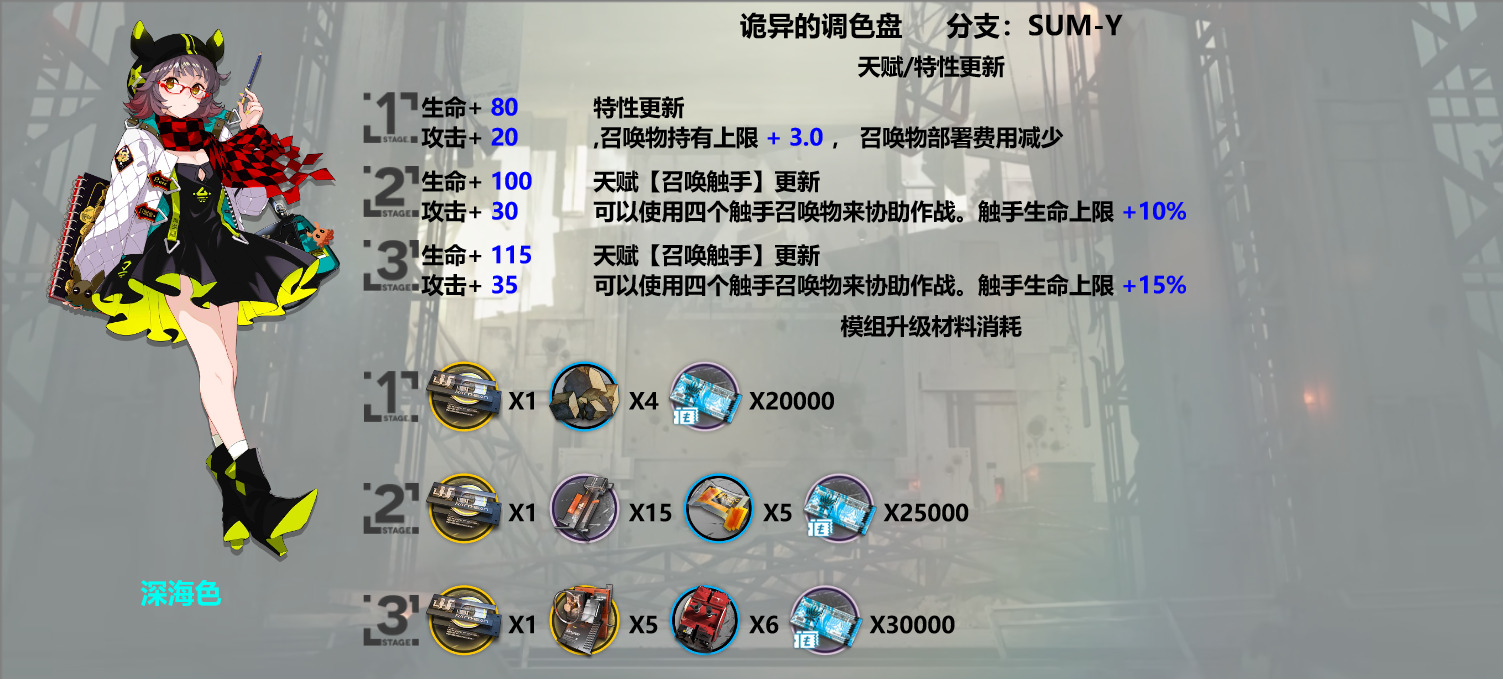 诡异的调色盘 分支：SUM-Y
天赋/特性更新
1 STAGE. 生命+ 80 特性更新
攻击+ 20 ,召唤物持有上限 + 3.0 ， 召唤物部署费用减少
2 STAGE. 生命+ 100 天赋【召唤触手】更新
攻击+ 30 可以使用四个触手召唤物来协助作战。触手生命上限 +10%
3 STAGE. 生命+ 115 天赋【召唤触手】更新
攻击+ 35 可以使用四个触手召唤物来协助作战。触手生命上限 +15%
模组升级材料消耗
1 STAGE. X1 X4 X20000
2 STAGE. X1 X15 X5 X25000
3 STAGE. X1 X5 X6 X30000
深海色